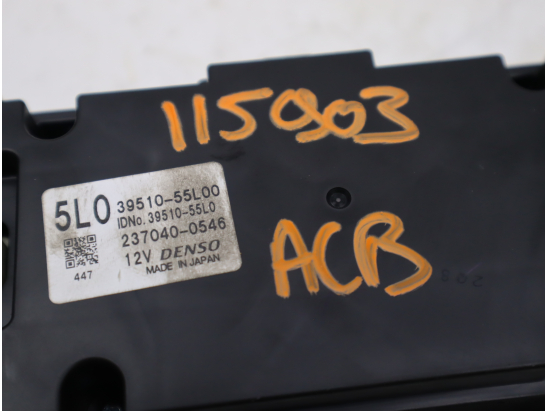 115903
5L0 39510-55L00
IDNo. 39510-55L0
237040-0546
12V DENSO
MADE IN JAPAN
447
ACB